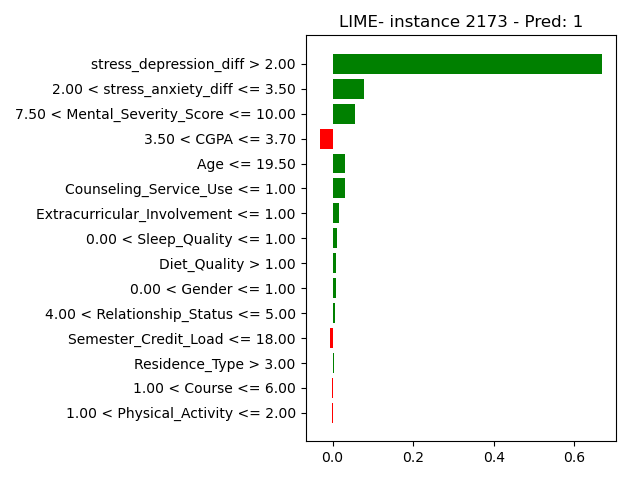 LIME- instance 2173 - Pred: 1
stress_depression_diff > 2.00
2.00 < stress_anxiety_diff <= 3.50
7.50 < Mental_Severity_Score <= 10.00
3.50 < CGPA <= 3.70
Age <= 19.50
Counseling_Service_Use <= 1.00
Extracurricular_Involvement <= 1.00
0.00 < Sleep_Quality <= 1.00
Diet_Quality > 1.00
0.00 < Gender <= 1.00
4.00 < Relationship_Status <= 5.00
Semester_Credit_Load <= 18.00
Residence_Type > 3.00
1.00 < Course <= 6.00
1.00 < Physical_Activity <= 2.00
0.0 0.2 0.4 0.6